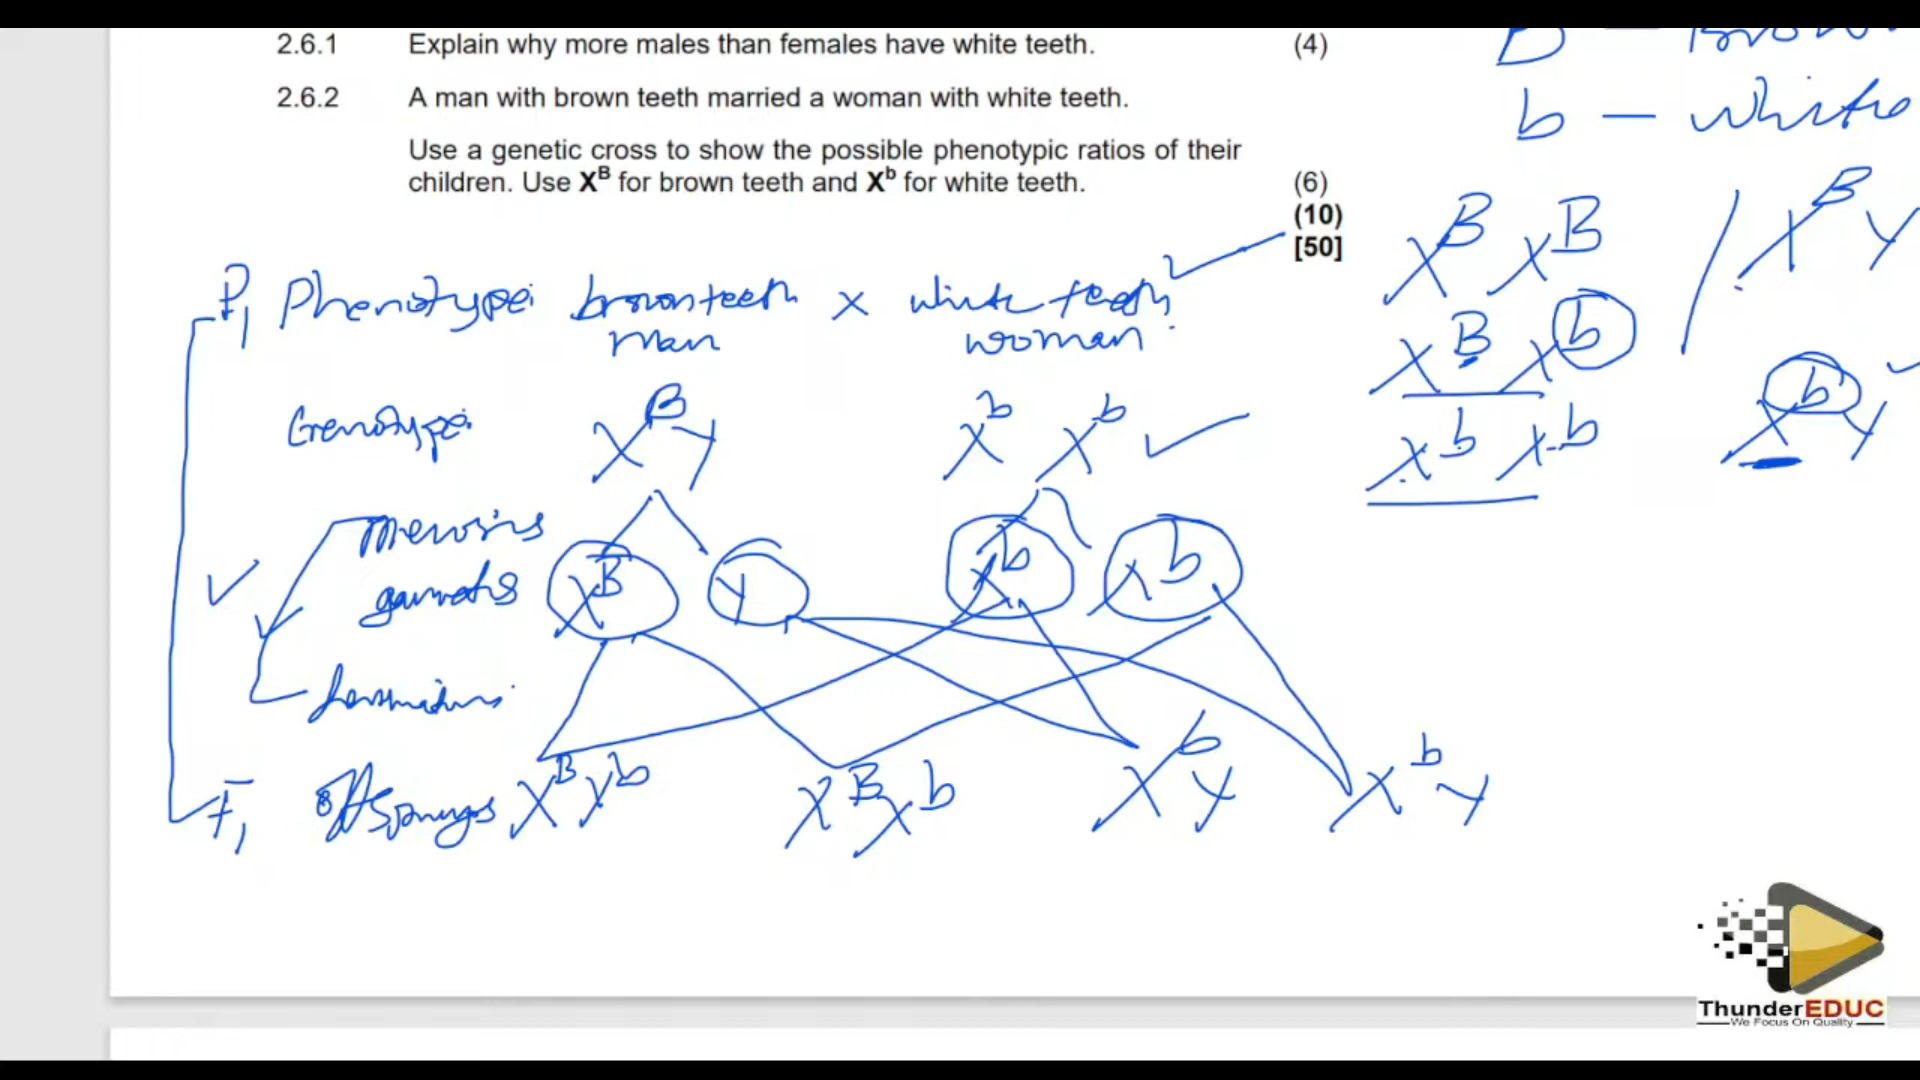 2.6.1 Explain why more males than females have white teeth. (4)
2.6.2 A man with brown teeth married a woman with white teeth.
Use a genetic cross to show the possible phenotypic ratios of their
children. Use X^B for brown teeth and X^b for white teeth. (6)
(10)
[50]
B — Brow
b — white
X^B X^B / X^B Y
X^B X^b
X^b Y
X^b X^b
P1 Phenotype: brown teeth man x white teeth woman
Genotype: X^B Y X^b X^b
Meiosis
gametes X^B Y X^b X^b
F1 offsprings X^B Y^b X^B X^b X^b Y X^b Y
ThunderEDUC
We Focus On Quality